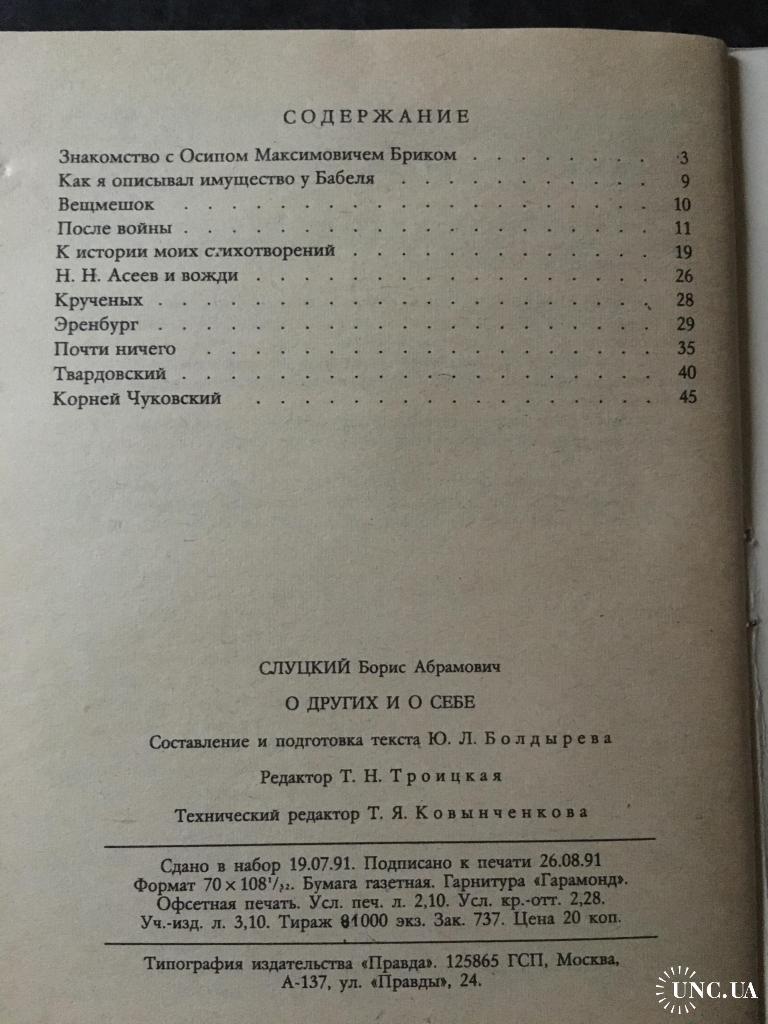 СОДЕРЖАНИЕ
Знакомство с Осипом Максимовичем Бриком . . . . . . . 3
Как я описывал имущество у Бабеля . . . . . . . . . . 9
Вещмешок . . . . . . . . . . . . . . . . . . 10
После войны . . . . . . . . . . . . . . . . . . 11
К истории моих стихотворений . . . . . . . . . . . . 19
Н. Н. Асеев и вожди . . . . . . . . . . . . . . . 26
Крученых . . . . . . . . . . . . . . . . . . . 28
Эренбург . . . . . . . . . . . . . . . . . . . 29
Почти ничего . . . . . . . . . . . . . . . . . 35
Твардовский . . . . . . . . . . . . . . . . . . 40
Корней Чуковский . . . . . . . . . . . . . . . 45
СЛУЦКИЙ Борис Абрамович
О ДРУГИХ И О СЕБЕ
Составление и подготовка текста Ю. Л. Болдырева
Редактор Т. Н. Троицкая
Технический редактор Т. Я. Ковынченкова
Сдано в набор 19.07.91. Подписано к печати 26.08.91
Формат 70×108¹/₃₂. Бумага газетная. Гарнитура «Гарамонд».
Офсетная печать. Усл. печ. л. 2,10. Усл. кр.-отт. 2,28.
Уч.-изд. л. 3,10. Тираж 81000 экз. Зак. 737. Цена 20 коп.
Типография издательства «Правда». 125865 ГСП, Москва,
А-137, ул. «Правды», 24.
UNC.UA